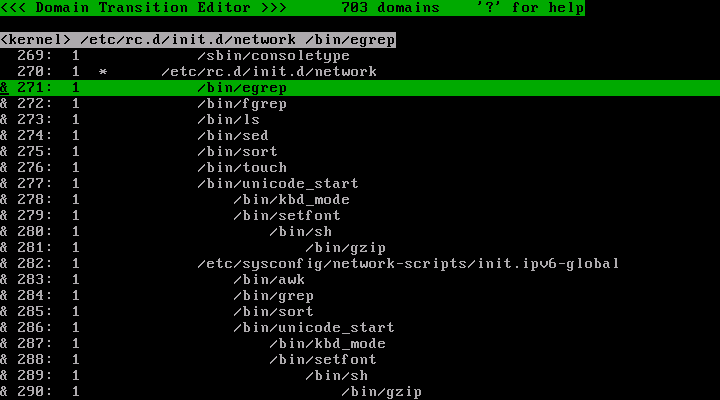 <<< Domain Transition Editor >>>      703 domains    '?' for help
<kernel> /etc/rc.d/init.d/network /bin/egrep
  269:  1             /sbin/consoletype
  270:  1  *      /etc/rc.d/init.d/network
& 271:  1             /bin/egrep
& 272:  1             /bin/fgrep
& 273:  1             /bin/ls
& 274:  1             /bin/sed
& 275:  1             /bin/sort
& 276:  1             /bin/touch
& 277:  1             /bin/unicode_start
& 278:  1                 /bin/kbd_mode
& 279:  1                 /bin/setfont
& 280:  1                     /bin/sh
& 281:  1                         /bin/gzip
& 282:  1             /etc/sysconfig/network-scripts/init.ipv6-global
& 283:  1                 /bin/awk
& 284:  1                 /bin/grep
& 285:  1                 /bin/sort
& 286:  1                 /bin/unicode_start
& 287:  1                     /bin/kbd_mode
& 288:  1                     /bin/setfont
& 289:  1                         /bin/sh
& 290:  1                             /bin/gzip